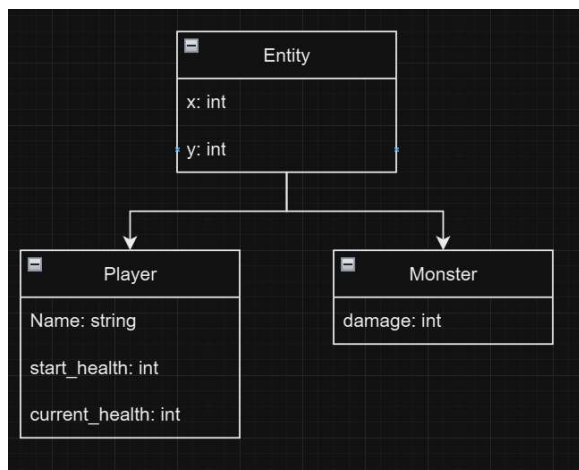 Entity
x: int
y: int
Player
Name: string
start_health: int
current_health: int
Monster
damage: int